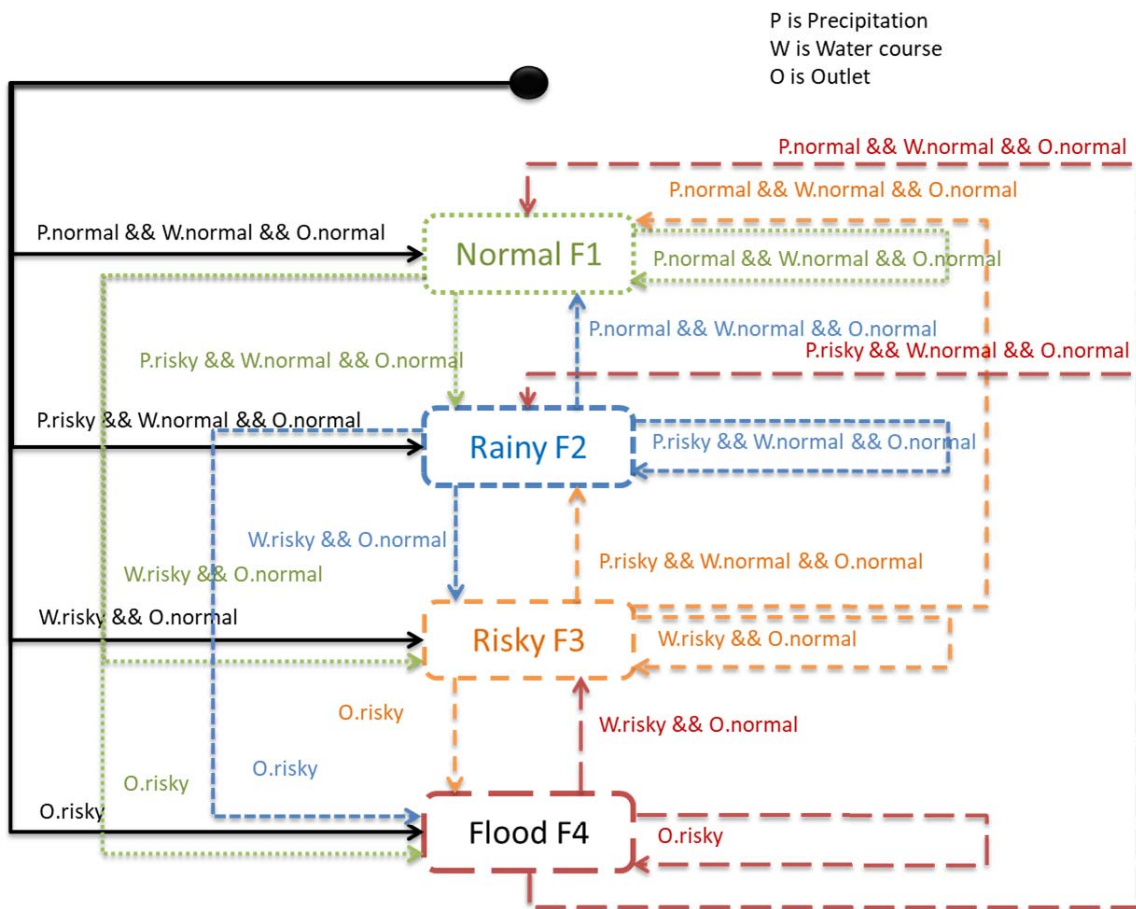 P is Precipitation
W is Water course
O is Outlet
P.normal && W.normal && O.normal
P.normal && W.normal && O.normal
P.normal && W.normal && O.normal
Normal F1
P.normal && W.normal && O.normal
P.normal && W.normal && O.normal
P.risky && W.normal && O.normal
P.risky && W.normal && O.normal
P.risky && W.normal && O.normal
Rainy F2
P.risky && W.normal && O.normal
W.risky && O.normal
P.risky && W.normal && O.normal
W.risky && O.normal
W.risky && O.normal
Risky F3
W.risky && O.normal
O.risky
W.risky && O.normal
O.risky
O.risky
O.risky
Flood F4
O.risky